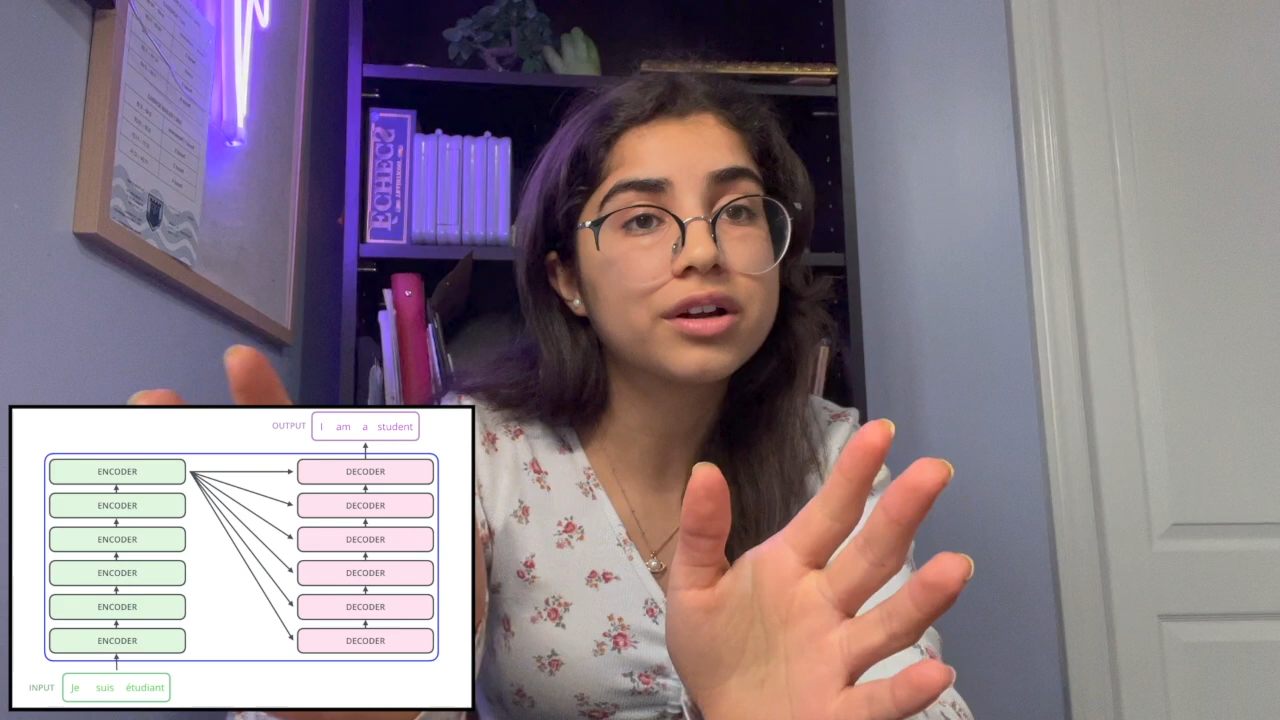 ECHECS
OUTPUT I am a student
ENCODER DECODER
ENCODER DECODER
ENCODER DECODER
ENCODER DECODER
ENCODER DECODER
ENCODER DECODER
INPUT Je suis étudiant